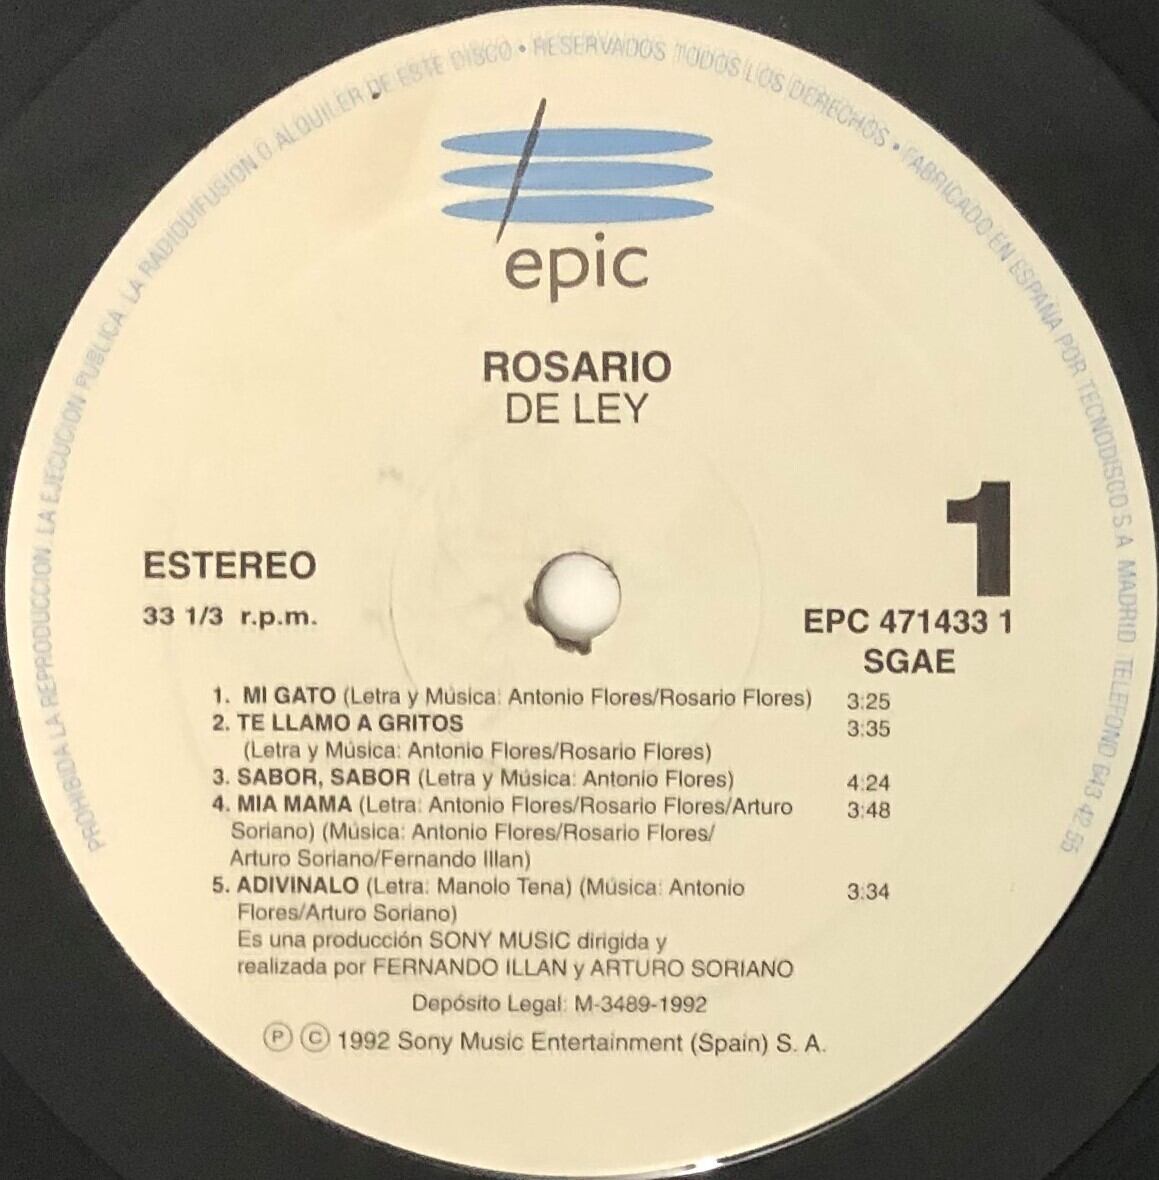 PROHIBIDA LA REPRODUCCION. LA EJECUCION PUBLICA. LA RADIODIFUSION O ALQUILER DE ESTE DISCO • RESERVADOS TODOS LOS DERECHOS • FABRICADO EN ESPAÑA POR TECNODISCO S.A. MADRID. TELEFONO 643 42 55
epic
ROSARIO
DE LEY
1
ESTEREO
33 1/3 r.p.m.
EPC 471433 1
SGAE
1. MI GATO (Letra y Música: Antonio Flores/Rosario Flores) 3:25
2. TE LLAMO A GRITOS 3:35
(Letra y Música: Antonio Flores/Rosario Flores)
3. SABOR, SABOR (Letra y Música: Antonio Flores) 4:24
4. MIA MAMA (Letra: Antonio Flores/Rosario Flores/Arturo 3:48
Soriano) (Música: Antonio Flores/Rosario Flores/
Arturo Soriano/Fernando Illan)
5. ADIVINALO (Letra: Manolo Tena) (Música: Antonio 3:34
Flores/Arturo Soriano)
Es una producción SONY MUSIC dirigida y
realizada por FERNANDO ILLAN y ARTURO SORIANO
Depósito Legal: M-3489-1992
Ⓟ Ⓒ 1992 Sony Music Entertainment (Spain) S. A.